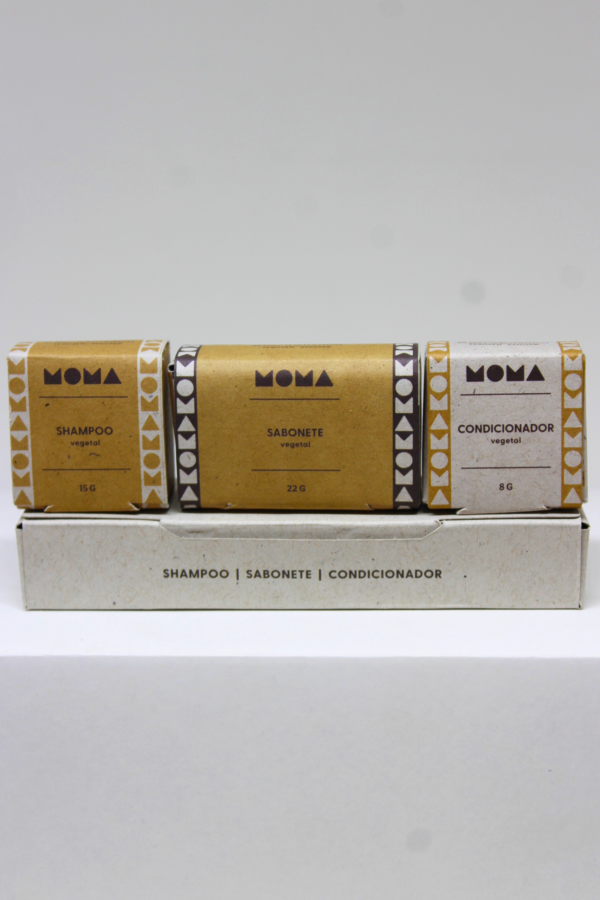 MOMA
SHAMPOO
vegetal
15 G
MOMA
SABONETE
vegetal
22 G
MOMA
CONDICIONADOR
vegetal
8 G
SHAMPOO | SABONETE | CONDICIONADOR